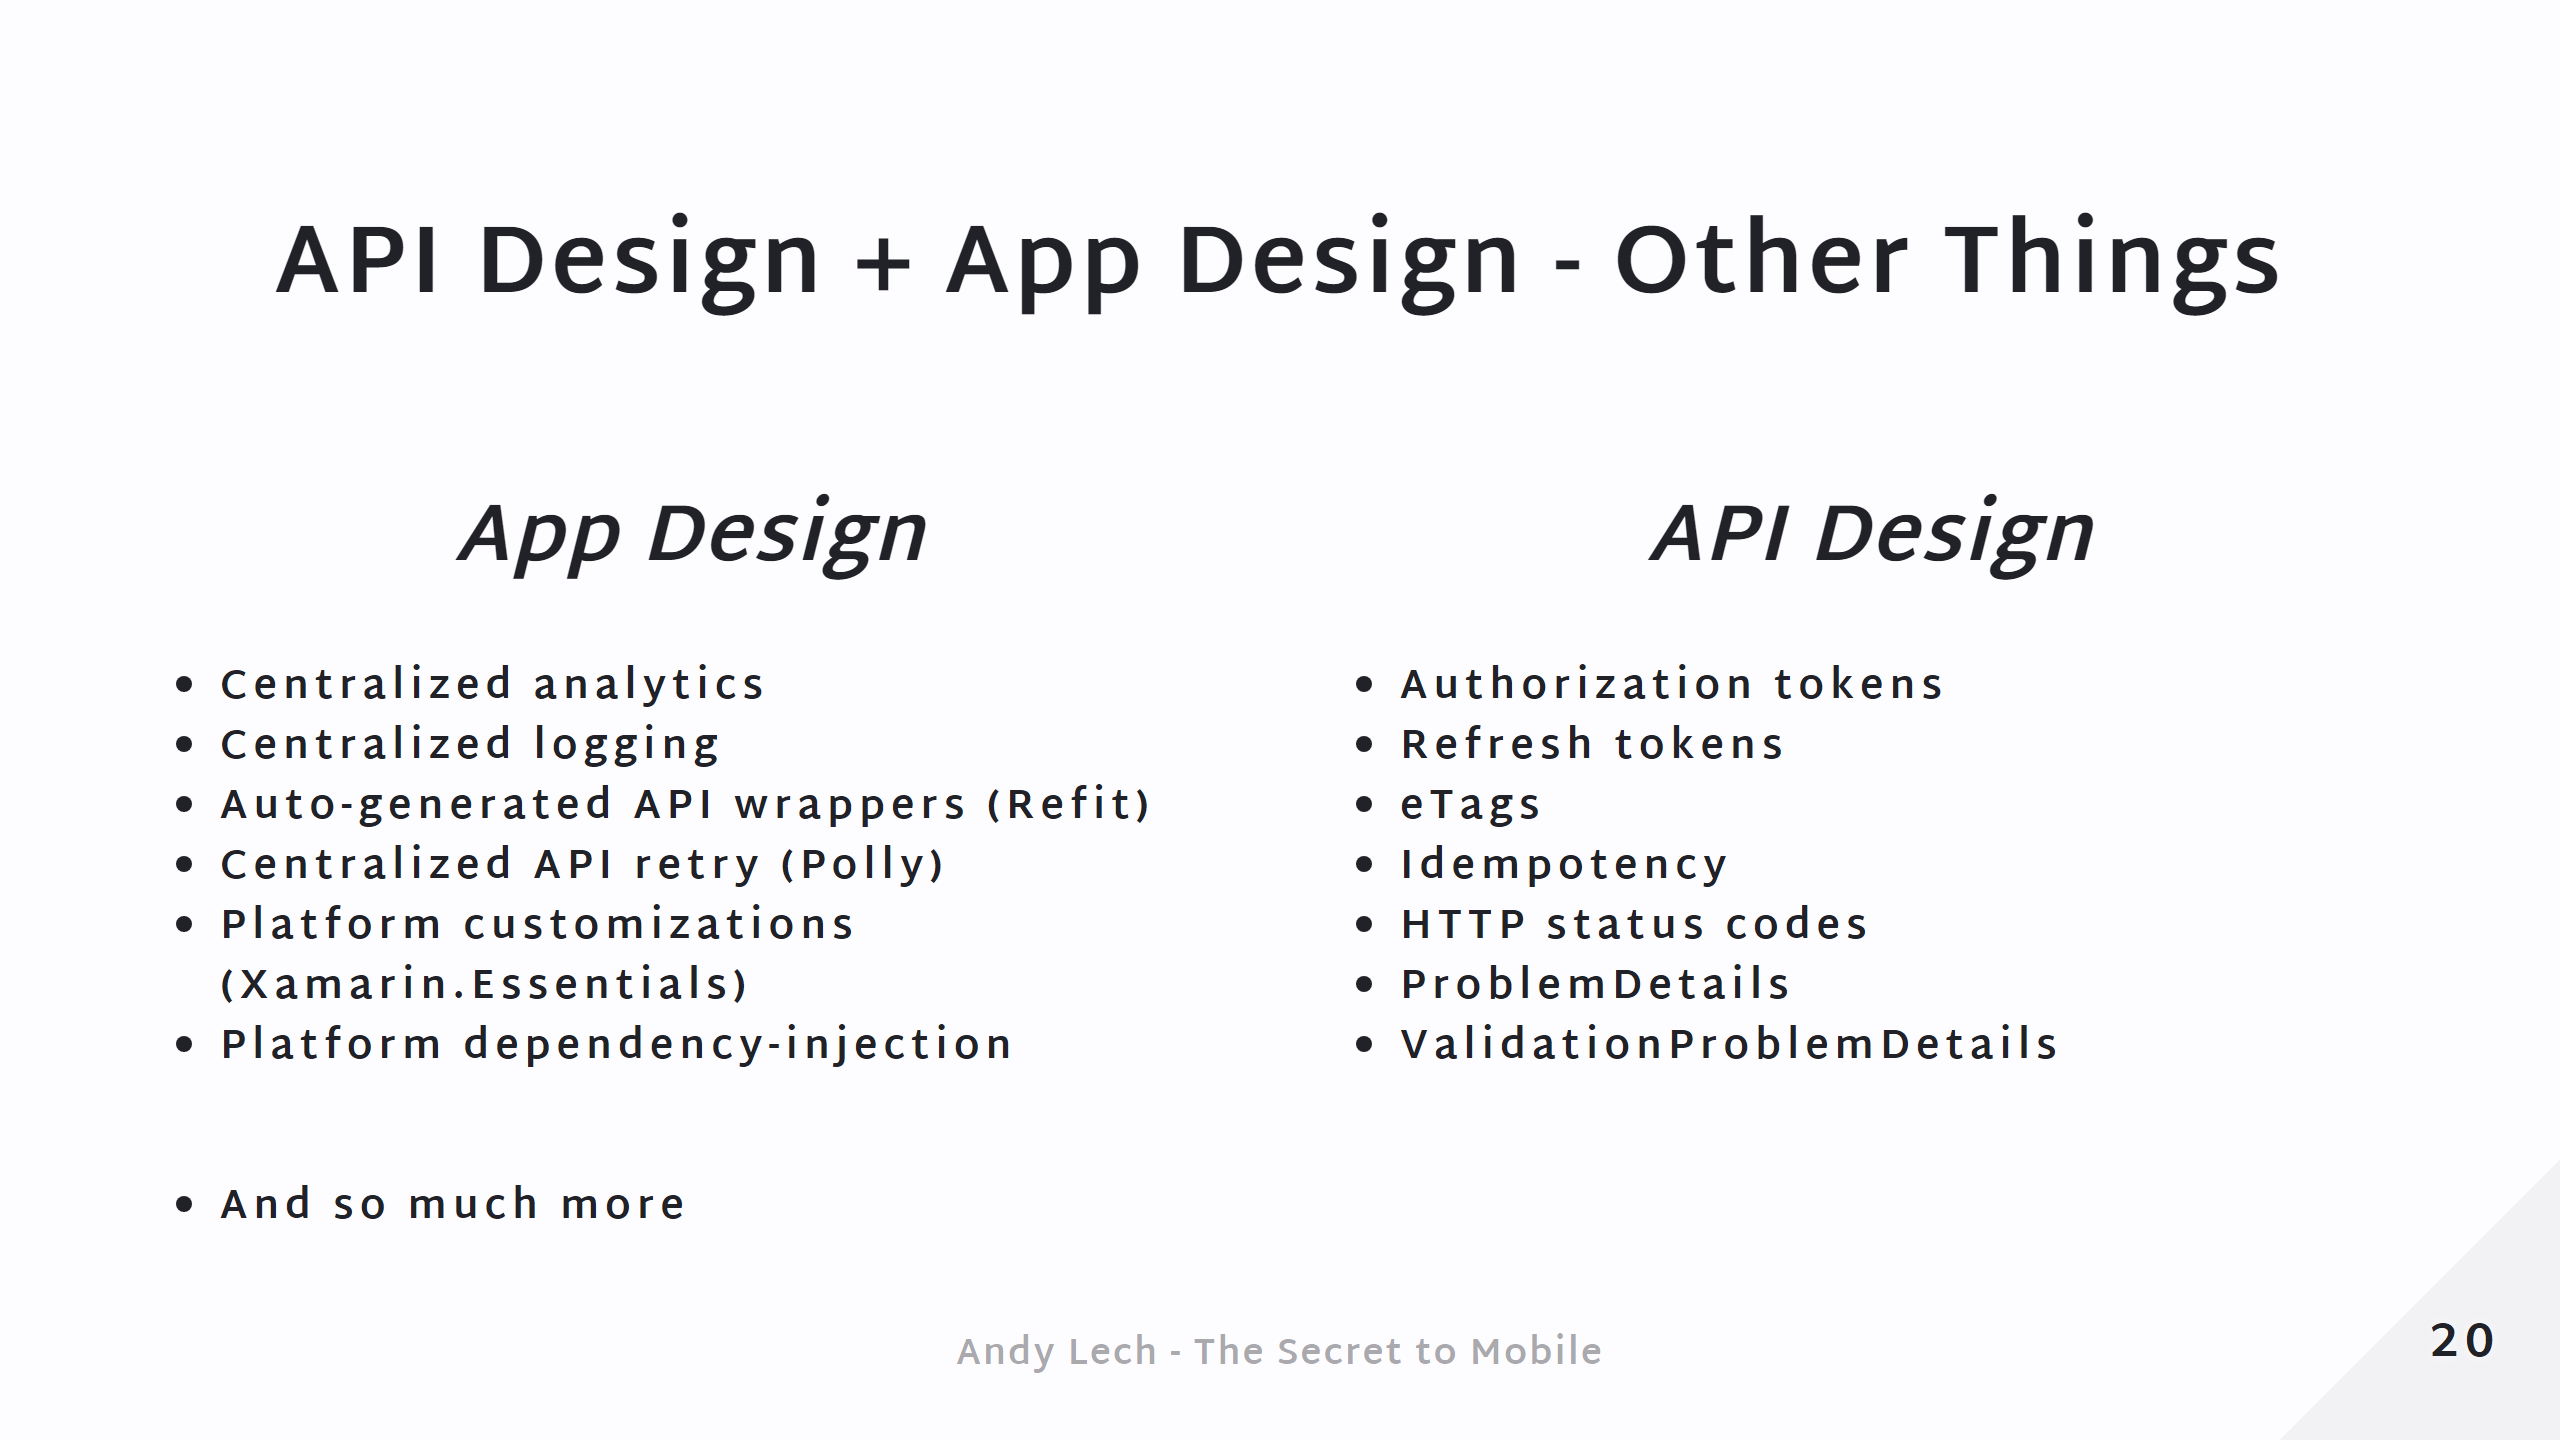 API Design + App Design - Other Things
App Design
• Centralized analytics
• Centralized logging
• Auto-generated API wrappers (Refit)
• Centralized API retry (Polly)
• Platform customizations
(Xamarin.Essentials)
• Platform dependency-injection
• And so much more
API Design
• Authorization tokens
• Refresh tokens
• eTags
• Idempotency
• HTTP status codes
• ProblemDetails
• ValidationProblemDetails
Andy Lech - The Secret to Mobile
20